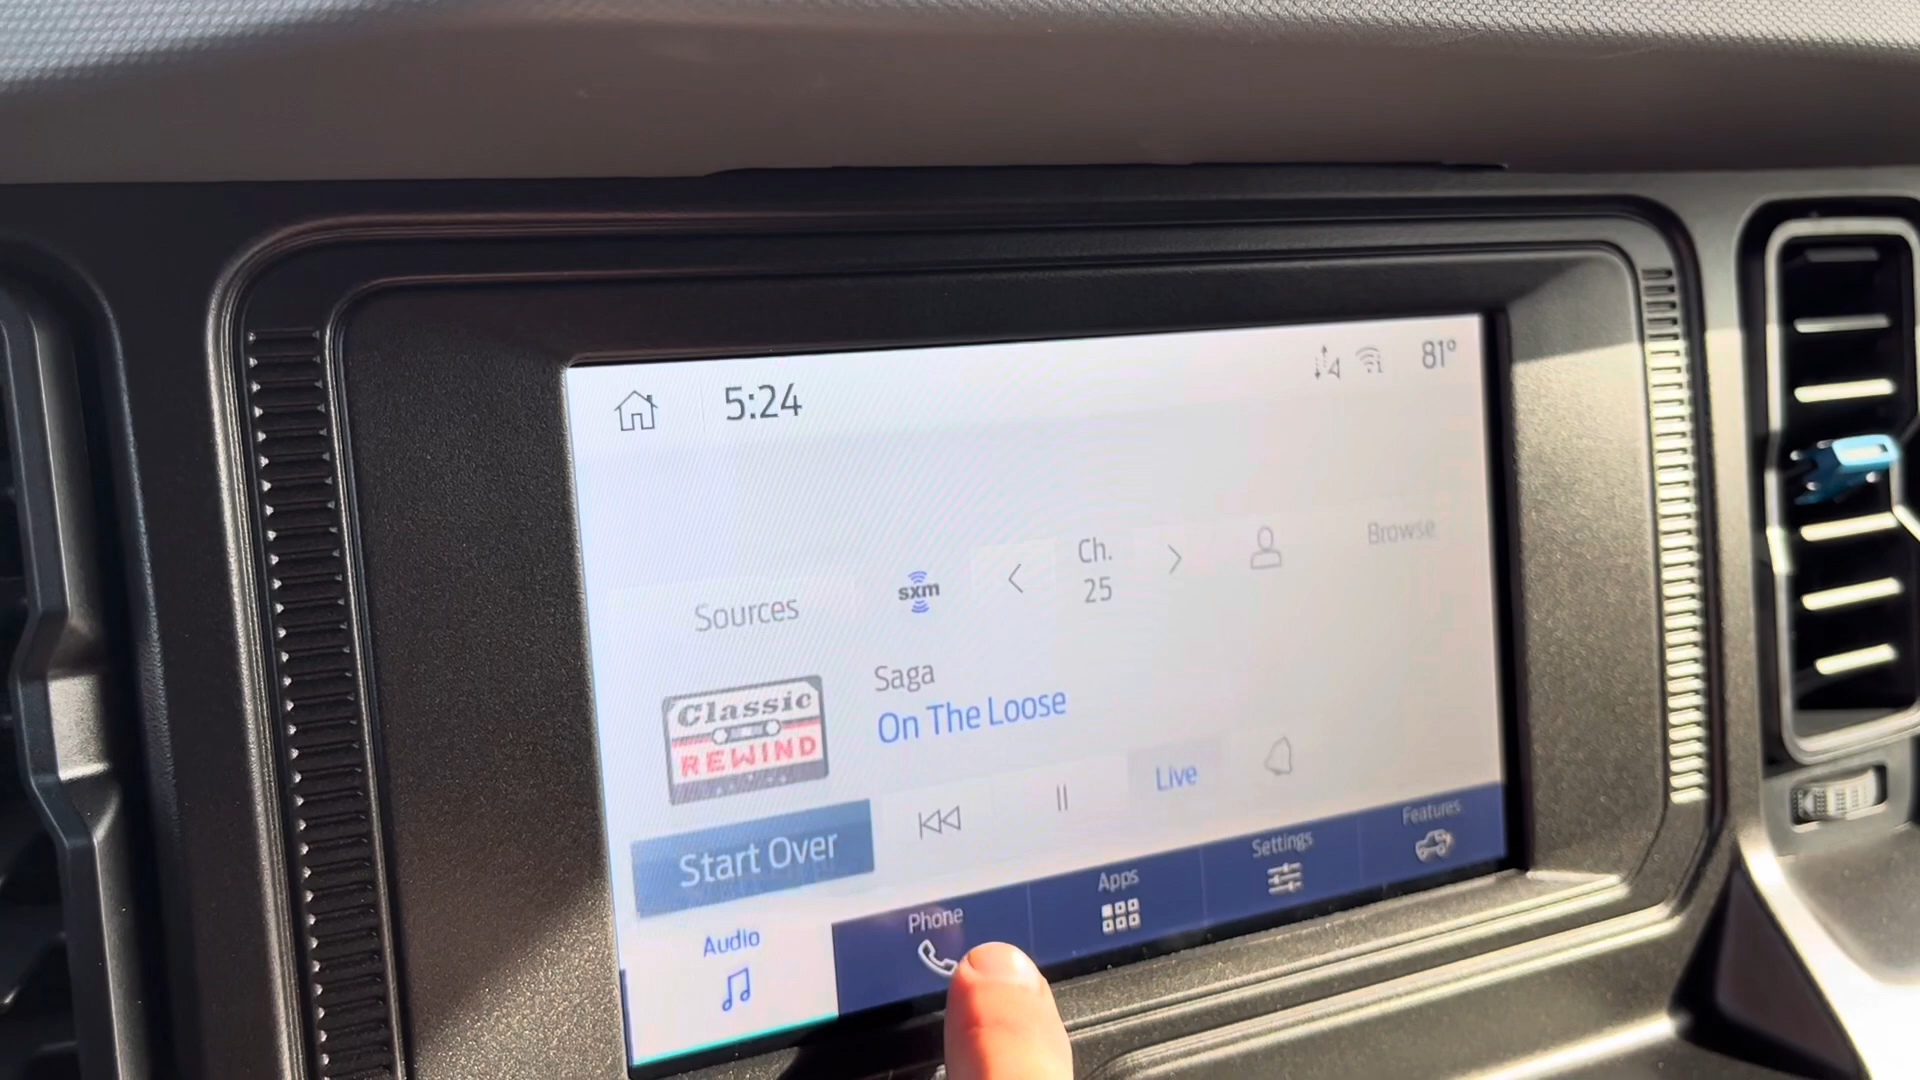 5:24
81°
Sources
sxm
Ch.
25
Browse
Classic
REWIND
Saga
On The Loose
Start Over
Live
Audio
Phone
Apps
Settings
Features